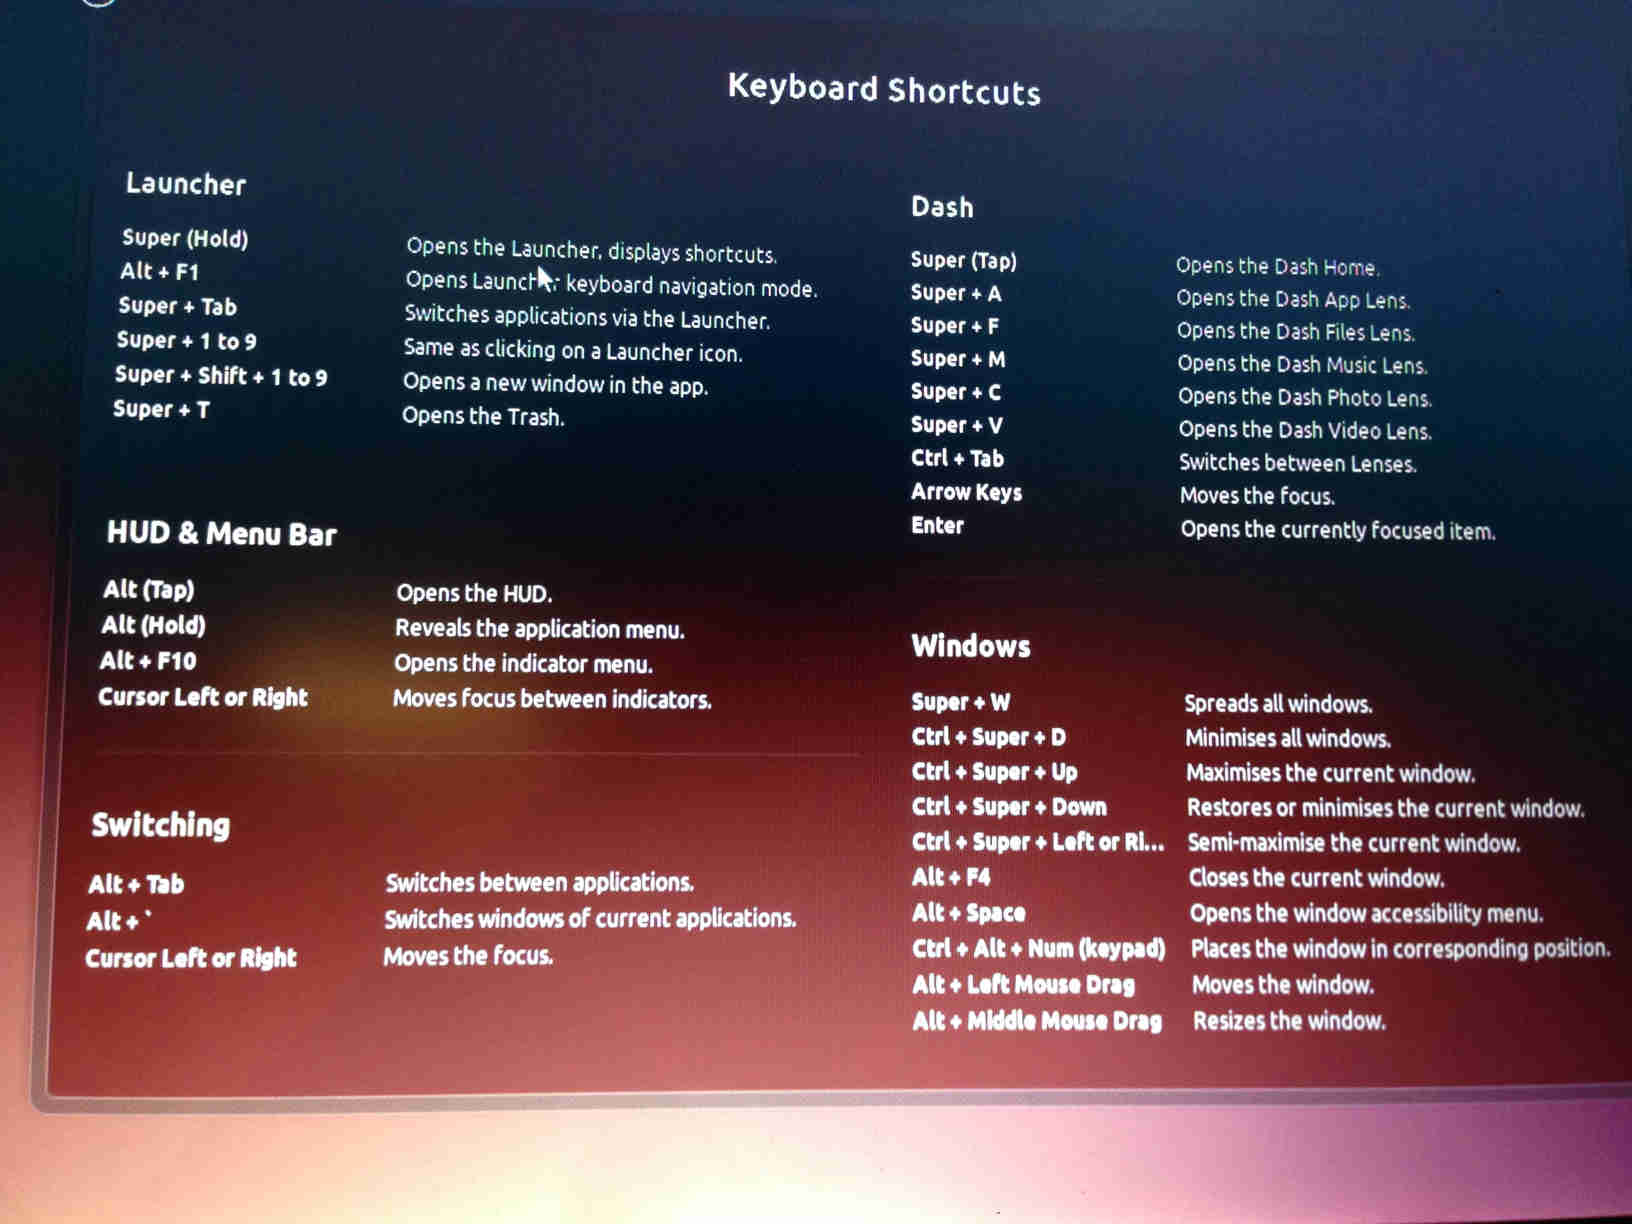 Keyboard Shortcuts
Launcher
Super (Hold) Opens the Launcher, displays shortcuts.
Alt + F1 Opens keyboard navigation mode.
Super + Tab Switches applications via the Launcher.
Super + 1 to 9 Same as clicking on a Launcher icon.
Super + Shift + 1 to 9 Opens a new window in the app.
Super + T Opens the Trash.
HUD & Menu Bar
Alt (Tap) Opens the HUD.
Alt (Hold) Reveals the application menu.
Alt + F10 Opens the indicator menu.
Cursor Left or Right Moves focus between indicators.
Switching
Alt + Tab Switches between applications.
Alt + ` Switches windows of current applications.
Cursor Left or Right Moves the focus.
Dash
Super (Tap) Opens the Dash Home.
Super + A Opens the Dash App Lens.
Super + F Opens the Dash Files Lens.
Super + M Opens the Dash Music Lens.
Super + C Opens the Dash Photo Lens.
Super + V Opens the Dash Video Lens.
Ctrl + Tab Switches between Lenses.
Arrow Keys Moves the focus.
Enter Opens the currently focused item.
Windows
Super + W Spreads all windows.
Ctrl + Super + D Minimises all windows.
Ctrl + Super + Up Maximises the current window.
Ctrl + Super + Down Restores or minimises the current window.
Ctrl + Super + Left or Ri... Semi-maximise the current window.
Alt + F4 Closes the current window.
Alt + Space Opens the window accessibility menu.
Ctrl + Alt + Num (keypad) Places the window in corresponding position.
Alt + Left Mouse Drag Moves the window.
Alt + Middle Mouse Drag Resizes the window.